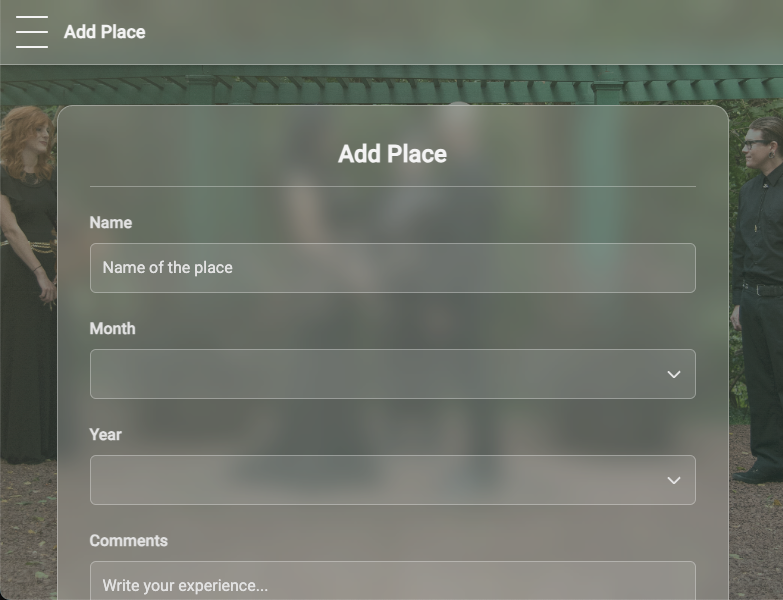 Add Place
Add Place
Name
Name of the place
Month
Year
Comments
Write your experience...